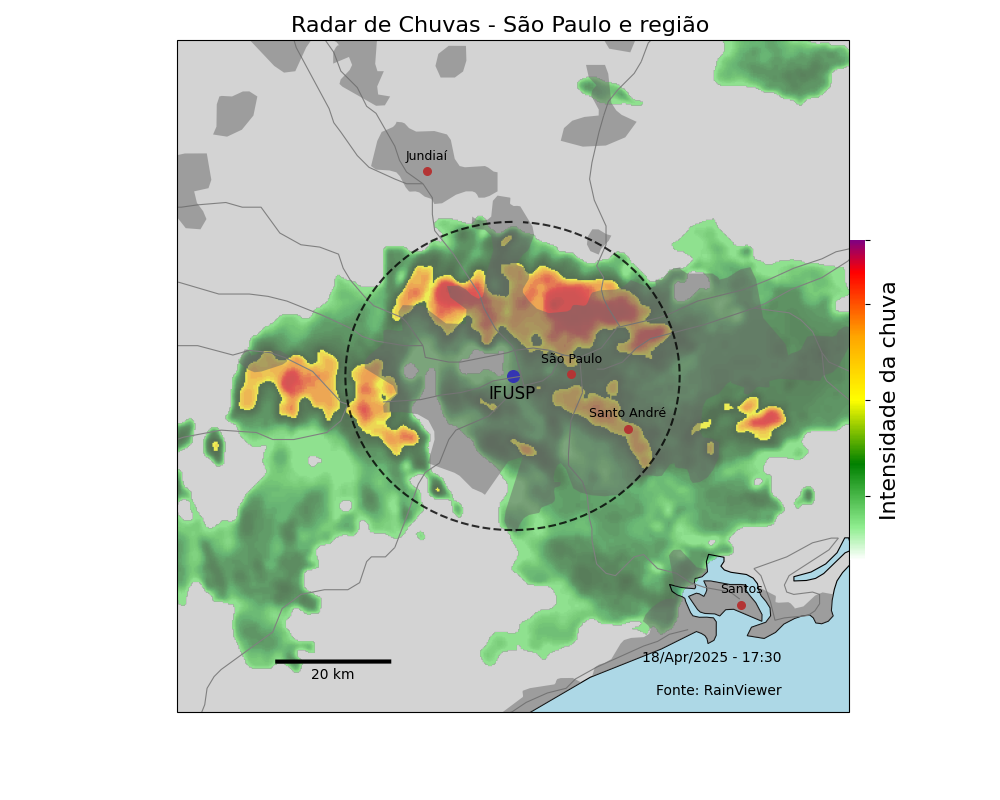 Radar de Chuvas - São Paulo e região
Jundiaí
São Paulo
IFUSP
Santo André
Intensidade da chuva
Santos
18/Apr/2025 - 17:30
20 km
Fonte: RainViewer